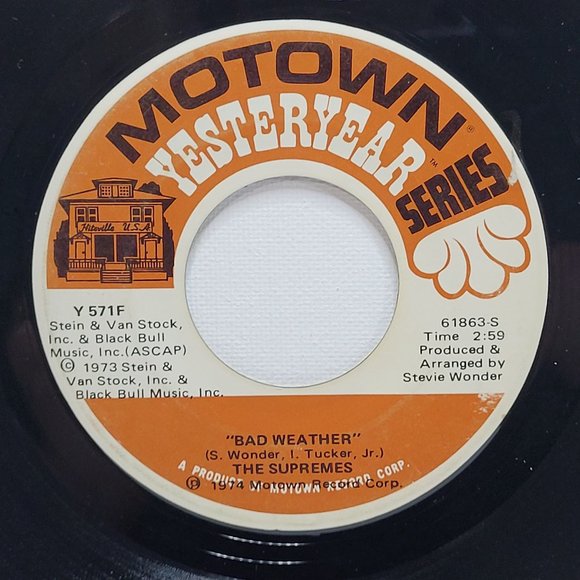 MOTOWN®
YESTERYEAR™
SERIES
Hitsville U.S.A
Y 571F
Stein & Van Stock,
Inc. & Black Bull
Music, Inc.(ASCAP)
© 1973 Stein &
Van Stock, Inc. &
Black Bull Music, Inc.
61863-S
Time 2:59
Produced &
Arranged by
Stevie Wonder
"BAD WEATHER"
(S. Wonder, I. Tucker, Jr.)
THE SUPREMES
A PRODUCT OF MOTOWN RECORD CORP.
℗ 1974 Motown Record Corp.